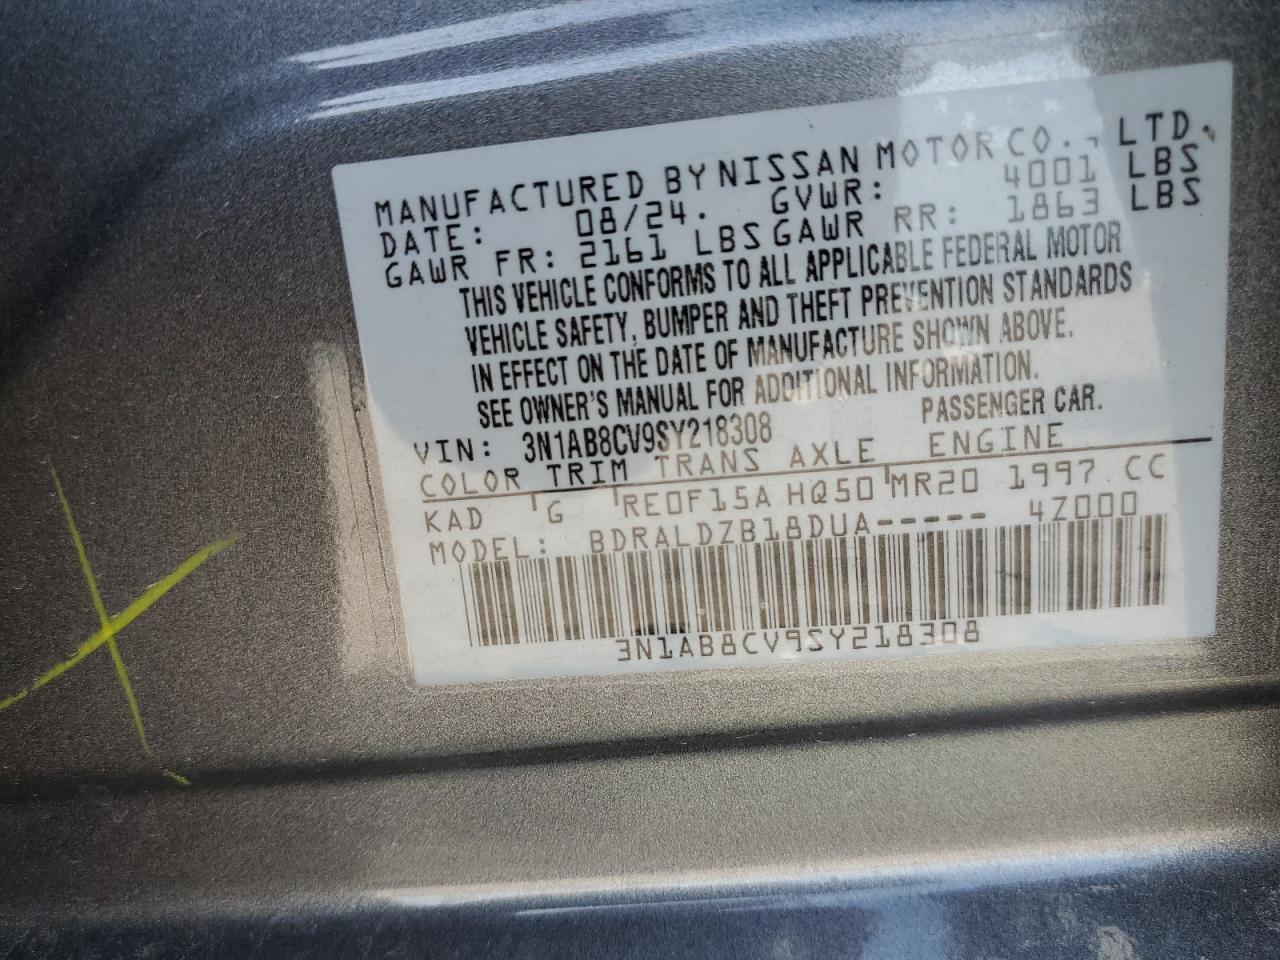 MANUFACTURED BY NISSAN MOTOR CO., LTD.
DATE: 08/24. GVWR: 4001 LBS
GAWR FR: 2161 LBS GAWR RR: 1863 LBS
THIS VEHICLE CONFORMS TO ALL APPLICABLE FEDERAL MOTOR
VEHICLE SAFETY, BUMPER AND THEFT PREVENTION STANDARDS
IN EFFECT ON THE DATE OF MANUFACTURE SHOWN ABOVE.
SEE OWNER'S MANUAL FOR ADDITIONAL INFORMATION.
VIN: 3N1AB8CV9SY218308 PASSENGER CAR.
COLOR TRIM TRANS AXLE ENGINE
KAD G RE0F15A HQ50 MR20 1997 CC
MODEL: BDRALDZB18DUA----- 4Z000
3N1AB8CV9SY218308